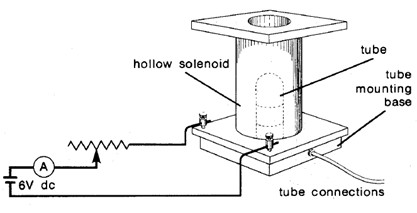 hollow solenoid
tube
tube
mounting
base
A
6V dc
tube connections